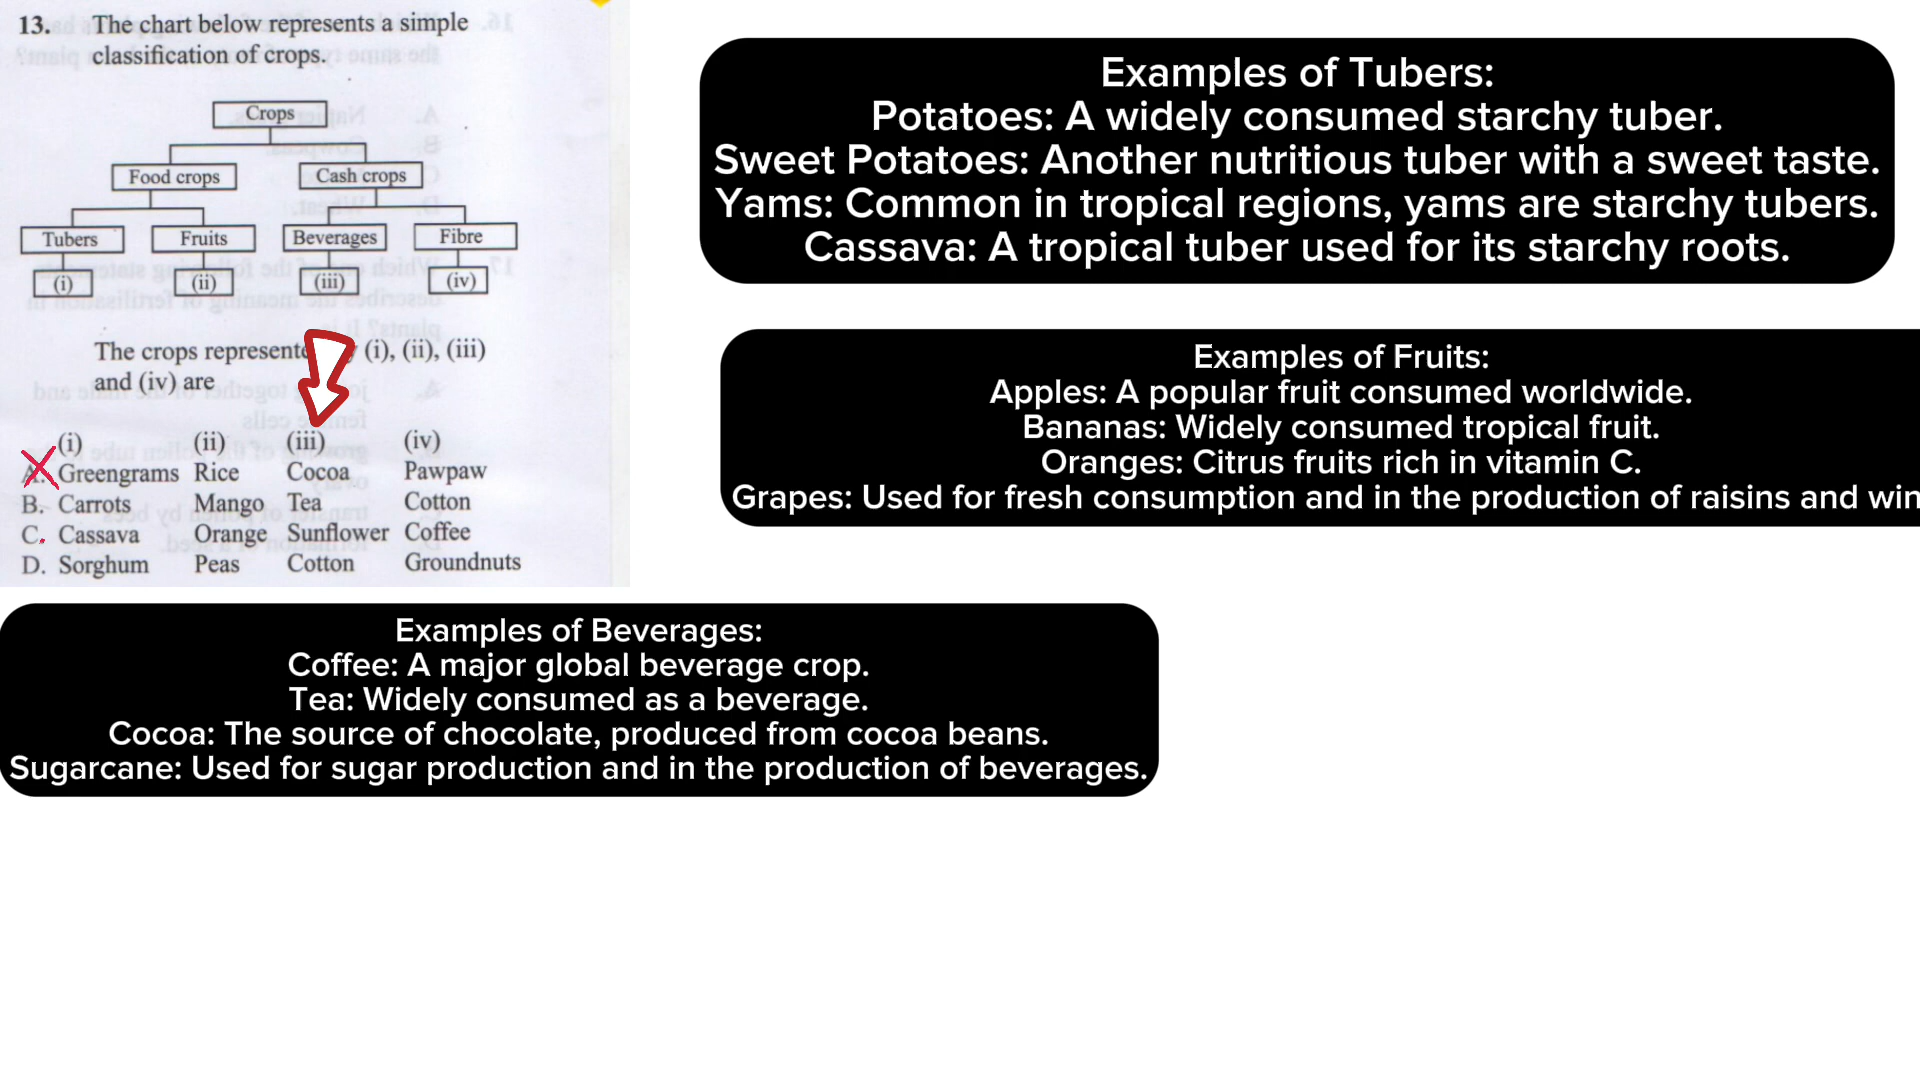 13. The chart below represents a simple
classification of crops.
Crops
Food crops Cash crops
Tubers Fruits Beverages Fibre
(i) (ii) (iii) (iv)
The crops (i), (ii), (iii)
and (iv) are
(i) (ii) (iii) (iv)
A. Greengrams Rice Cocoa Pawpaw
B. Carrots Mango Tea Cotton
C. Cassava Orange Sunflower Coffee
D. Sorghum Peas Cotton Groundnuts
Examples of Tubers:
Potatoes: A widely consumed starchy tuber.
Sweet Potatoes: Another nutritious tuber with a sweet taste.
Yams: Common in tropical regions, yams are starchy tubers.
Cassava: A tropical tuber used for its starchy roots.
Examples of Fruits:
Apples: A popular fruit consumed worldwide.
Bananas: Widely consumed tropical fruit.
Oranges: Citrus fruits rich in vitamin C.
Grapes: Used for fresh consumption and in the production of raisins and win
Examples of Beverages:
Coffee: A major global beverage crop.
Tea: Widely consumed as a beverage.
Cocoa: The source of chocolate, produced from cocoa beans.
Sugarcane: Used for sugar production and in the production of beverages.